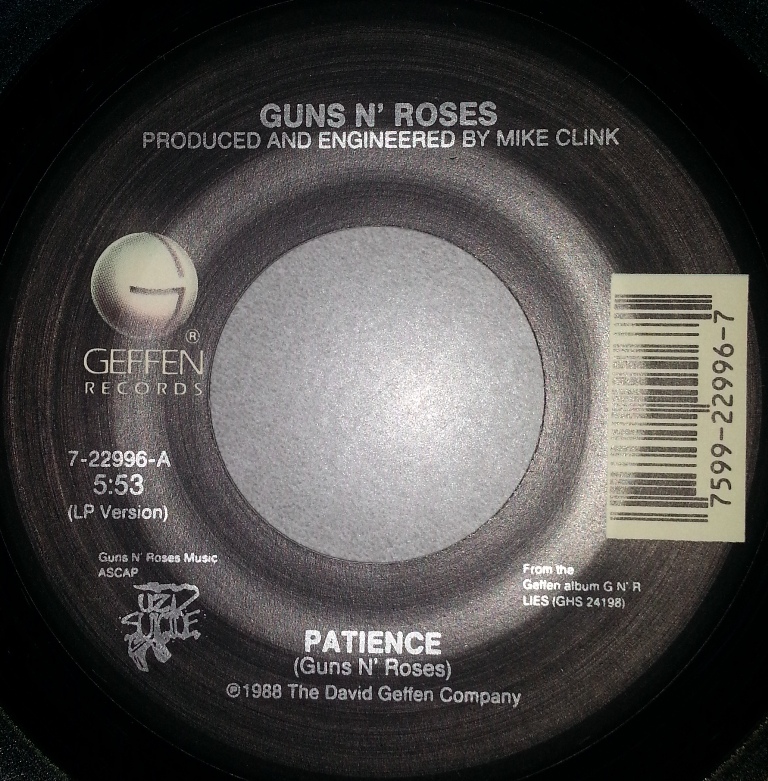 GUNS N' ROSES
PRODUCED AND ENGINEERED BY MIKE CLINK
G
®
GEFFEN
RECORDS
7-22996-A
5:53
(LP Version)
Guns N' Roses Music
ASCAP
UZI
SUICIDE
7599-22996-7
From the
Geffen album G N' R
LIES (GHS 24198)
PATIENCE
(Guns N' Roses)
℗1988 The David Geffen Company